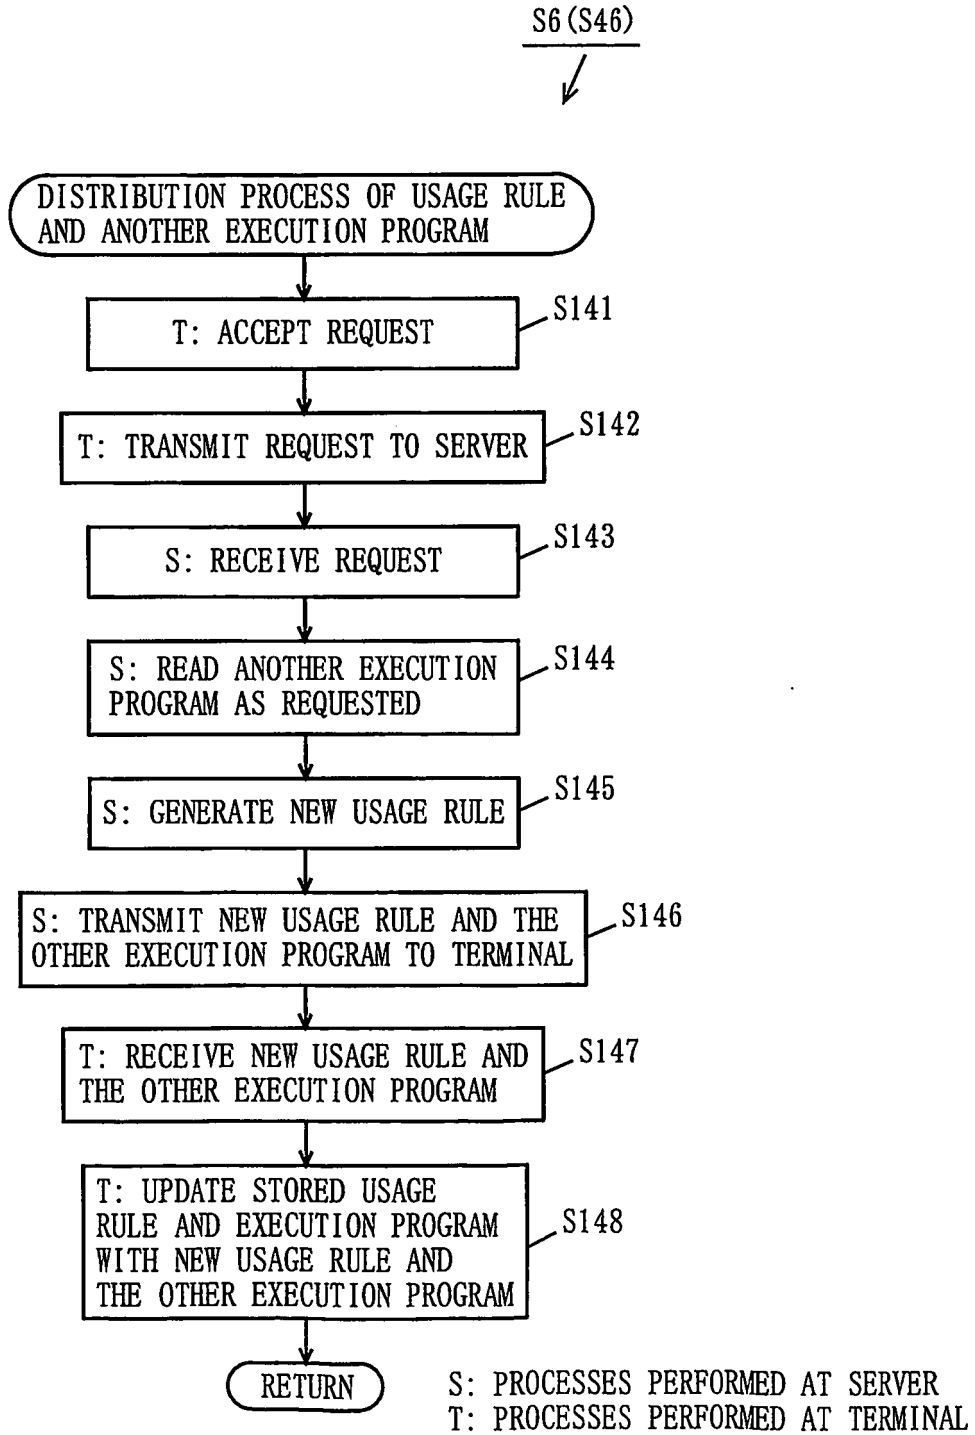 S6(S46)
DISTRIBUTION PROCESS OF USAGE RULE
AND ANOTHER EXECUTION PROGRAM
S141
T: ACCEPT REQUEST
S142
T: TRANSMIT REQUEST TO SERVER
S143
S: RECEIVE REQUEST
S144
S: READ ANOTHER EXECUTION
PROGRAM AS REQUESTED
S145
S: GENERATE NEW USAGE RULE
S146
S: TRANSMIT NEW USAGE RULE AND THE
OTHER EXECUTION PROGRAM TO TERMINAL
S147
T: RECEIVE NEW USAGE RULE AND
THE OTHER EXECUTION PROGRAM
S148
T: UPDATE STORED USAGE
RULE AND EXECUTION PROGRAM
WITH NEW USAGE RULE AND
THE OTHER EXECUTION PROGRAM
RETURN
S: PROCESSES PERFORMED AT SERVER
T: PROCESSES PERFORMED AT TERMINAL